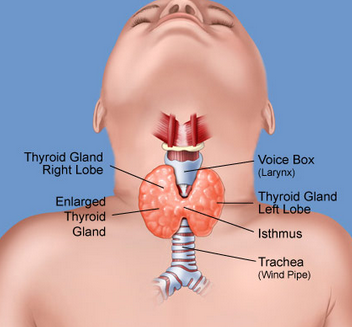 Thyroid Gland
Right Lobe
Enlarged
Thyroid
Gland
Voice Box
(Larynx)
Thyroid Gland
Left Lobe
Isthmus
Trachea
(Wind Pipe)